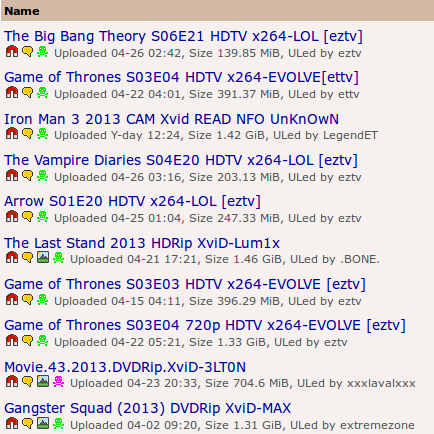 Name
The Big Bang Theory S06E21 HDTV x264-LOL [eztv]
Uploaded 04-26 02:42, Size 139.85 MiB, ULed by eztv
Game of Thrones S03E04 HDTV x264-EVOLVE[ettv]
Uploaded 04-22 04:01, Size 391.37 MiB, ULed by ettv
Iron Man 3 2013 CAM Xvid READ NFO UnKnOwN
Uploaded Y-day 12:24, Size 1.42 GiB, ULed by LegendET
The Vampire Diaries S04E20 HDTV x264-LOL [eztv]
Uploaded 04-26 03:16, Size 203.13 MiB, ULed by eztv
Arrow S01E20 HDTV x264-LOL [eztv]
Uploaded 04-25 01:04, Size 247.33 MiB, ULed by eztv
The Last Stand 2013 HDRip XviD-Lum1x
Uploaded 04-21 17:21, Size 1.46 GiB, ULed by .BONE.
Game of Thrones S03E03 HDTV x264-EVOLVE [eztv]
Uploaded 04-15 04:11, Size 396.29 MiB, ULed by eztv
Game of Thrones S03E04 720p HDTV x264-EVOLVE [eztv]
Uploaded 04-22 05:21, Size 1.33 GiB, ULed by eztv
Movie.43.2013.DVDRip.XviD-3LT0N
Uploaded 04-23 20:33, Size 704.6 MiB, ULed by xxxlavalxxx
Gangster Squad (2013) DVDRip XviD-MAX
Uploaded 04-02 09:20, Size 1.31 GiB, ULed by extremezone